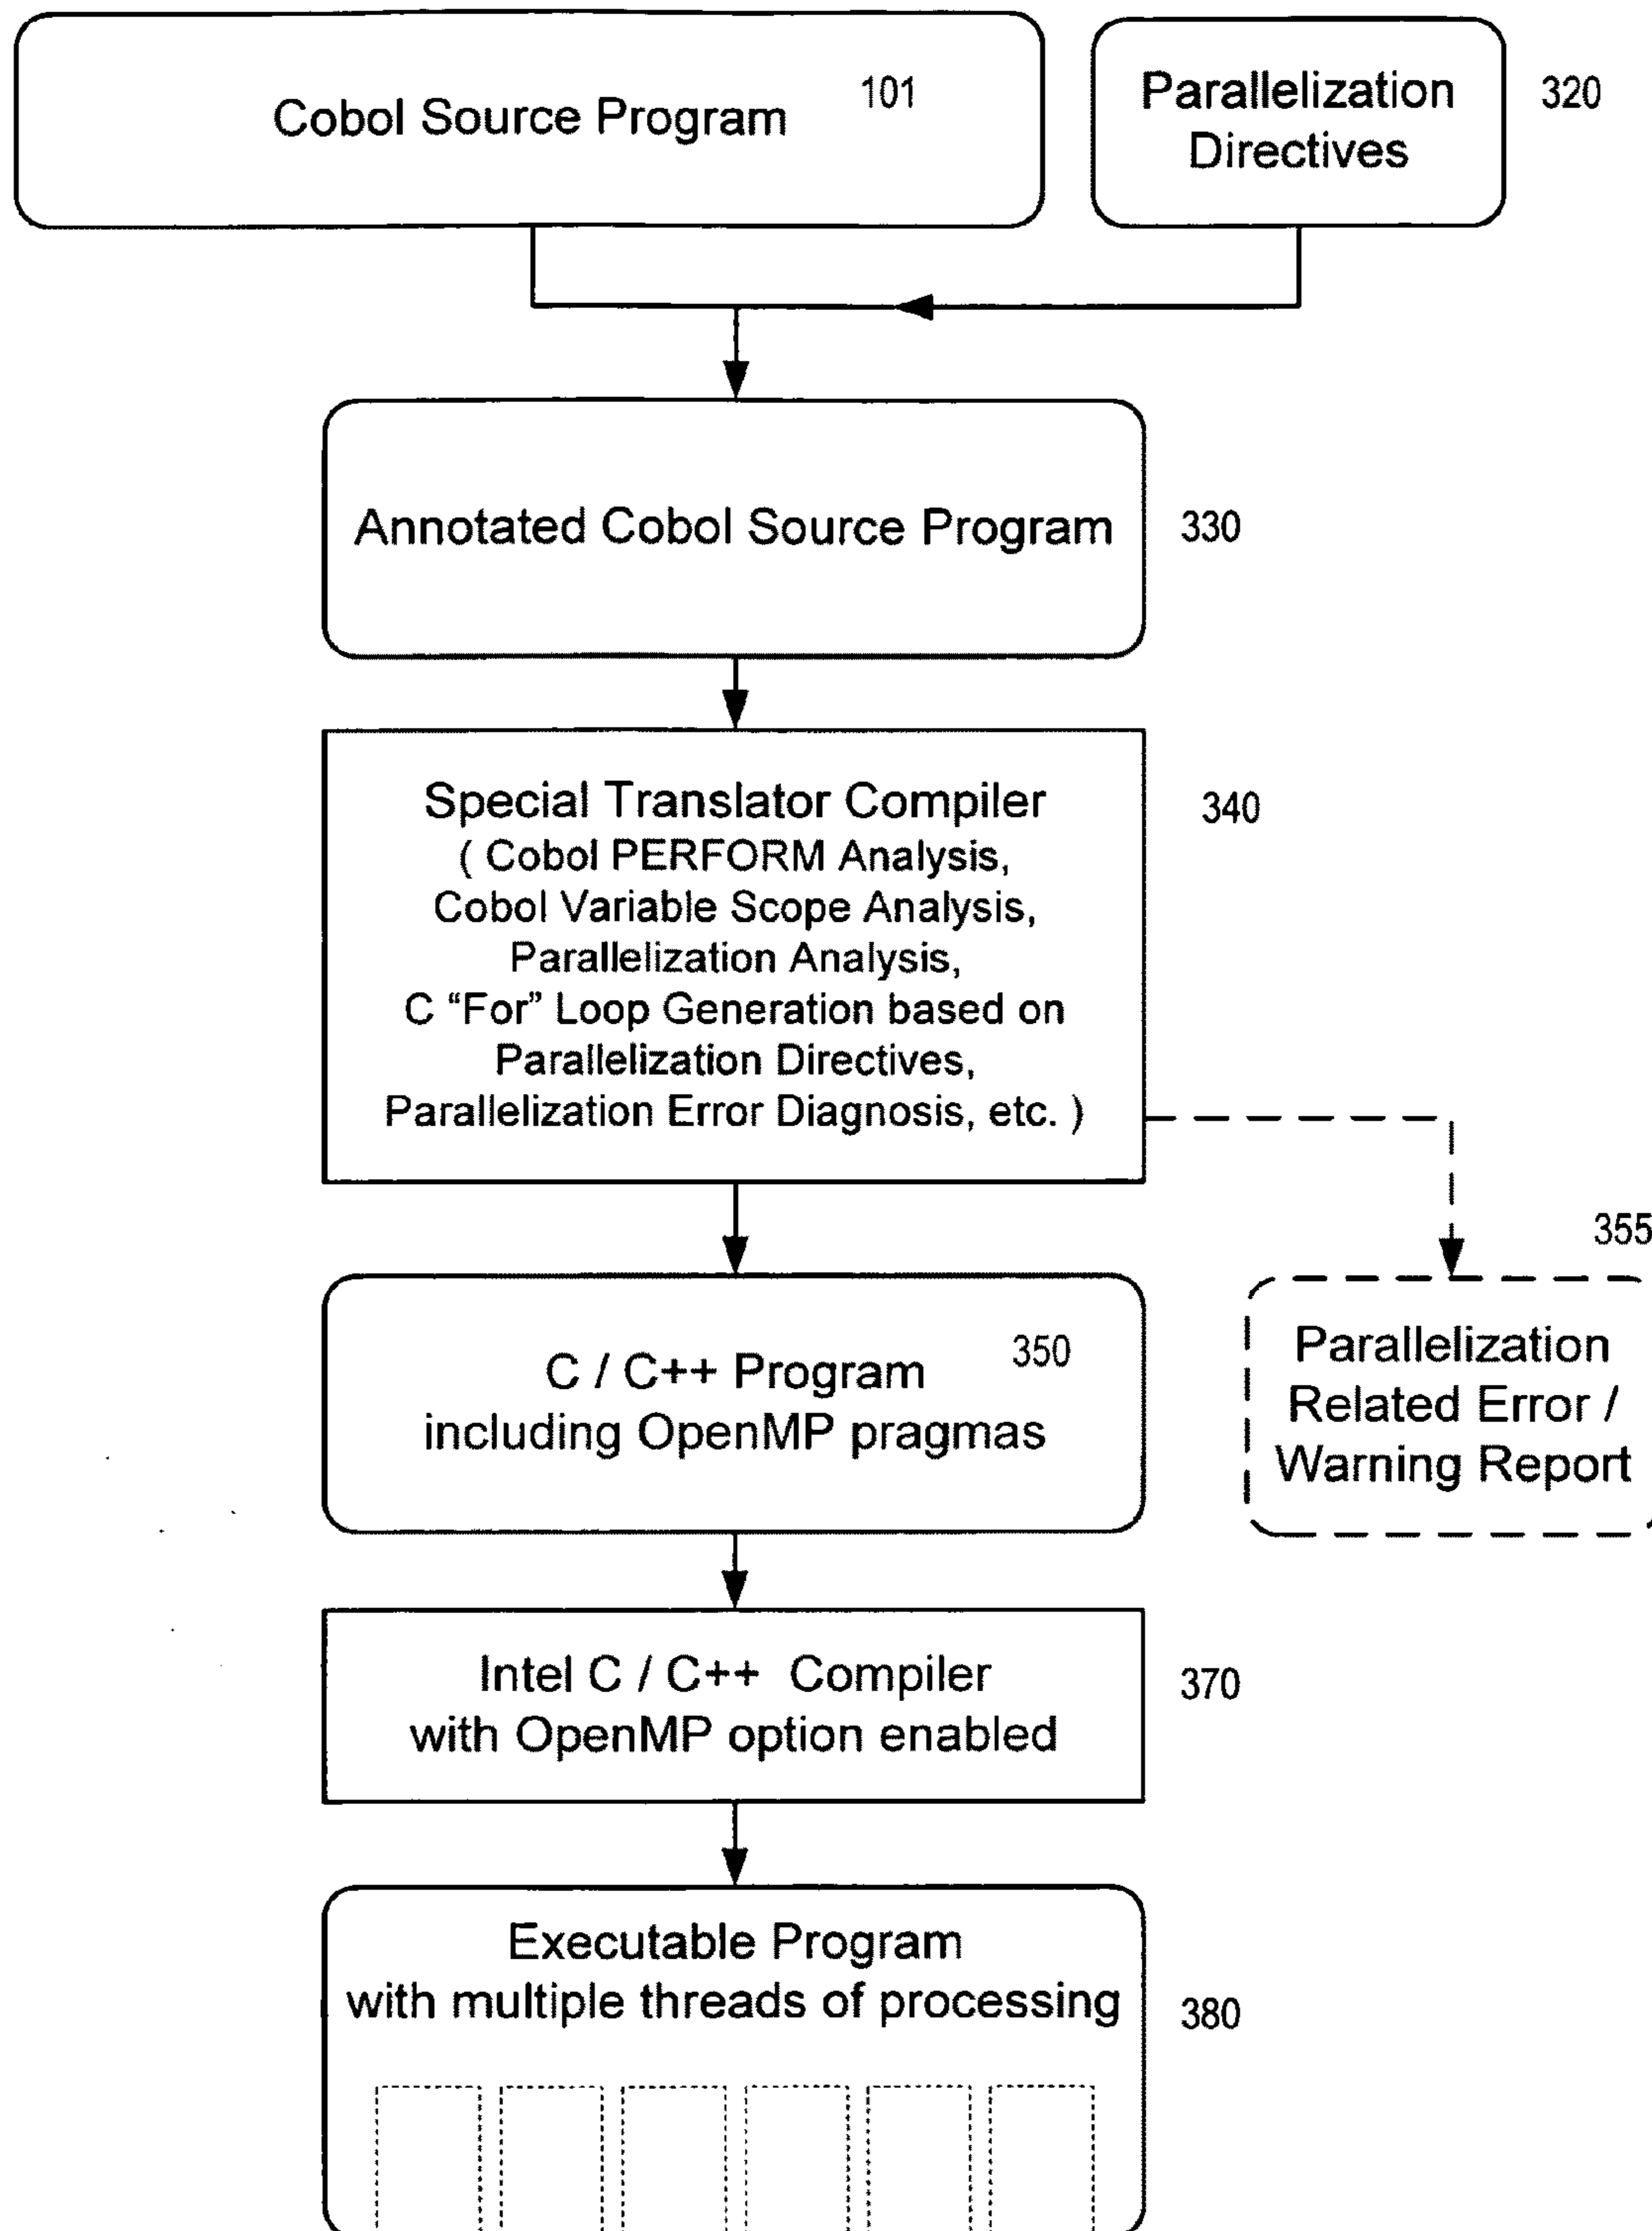 Cobol Source Program
101
Parallelization
Directives
320
Annotated Cobol Source Program
330
Special Translator Compiler
( Cobol PERFORM Analysis,
Cobol Variable Scope Analysis,
Parallelization Analysis,
C “For” Loop Generation based on
Parallelization Directives,
Parallelization Error Diagnosis, etc. )
340
355
C / C++ Program
including OpenMP pragmas
350
Parallelization
Related Error /
Warning Report
Intel C / C++ Compiler
with OpenMP option enabled
370
Executable Program
with multiple threads of processing
380